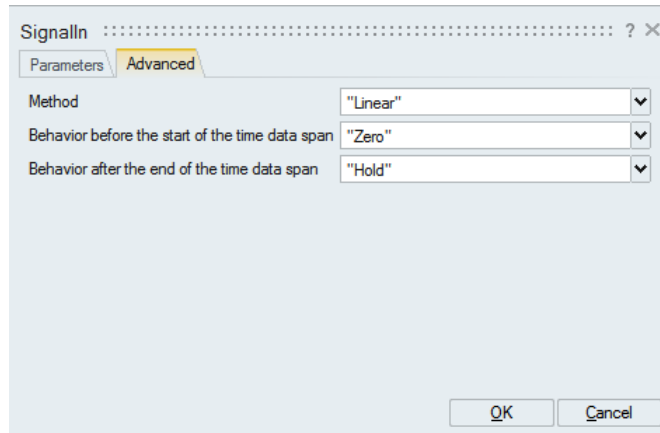 SignalIn ? ×
Parameters Advanced
Method "Linear"
Behavior before the start of the time data span "Zero"
Behavior after the end of the time data span "Hold"
OK Cancel